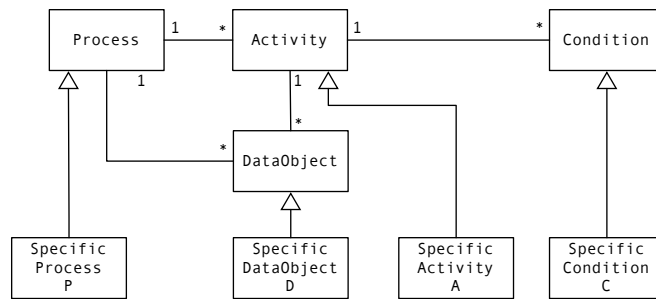 Process
1
*
Activity
1
*
Condition
1
1
*
*
DataObject
Specific
Process
P
Specific
DataObject
D
Specific
Activity
A
Specific
Condition
C